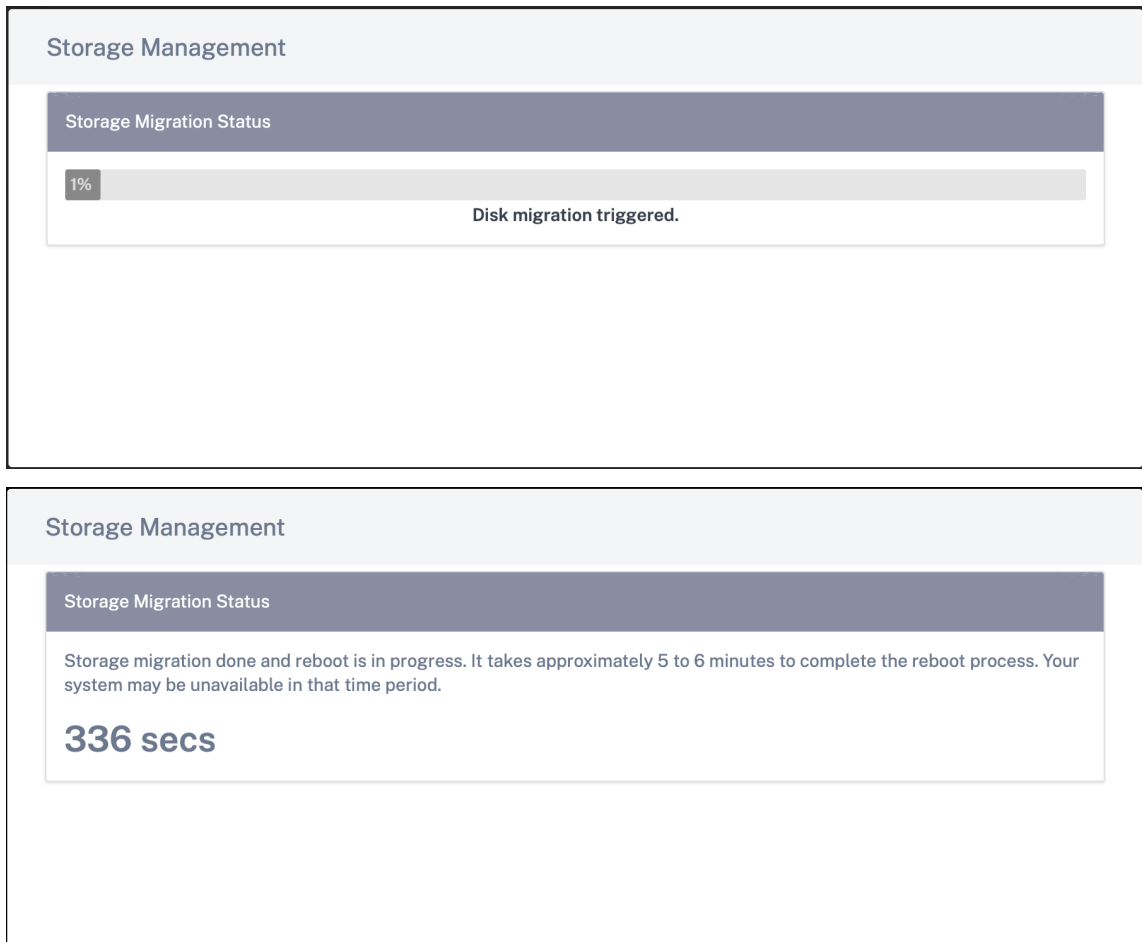 Storage Management
Storage Migration Status
1%
Disk migration triggered.
Storage Management
Storage Migration Status
Storage migration done and reboot is in progress. It takes approximately 5 to 6 minutes to complete the reboot process. Your
system may be unavailable in that time period.
336 secs